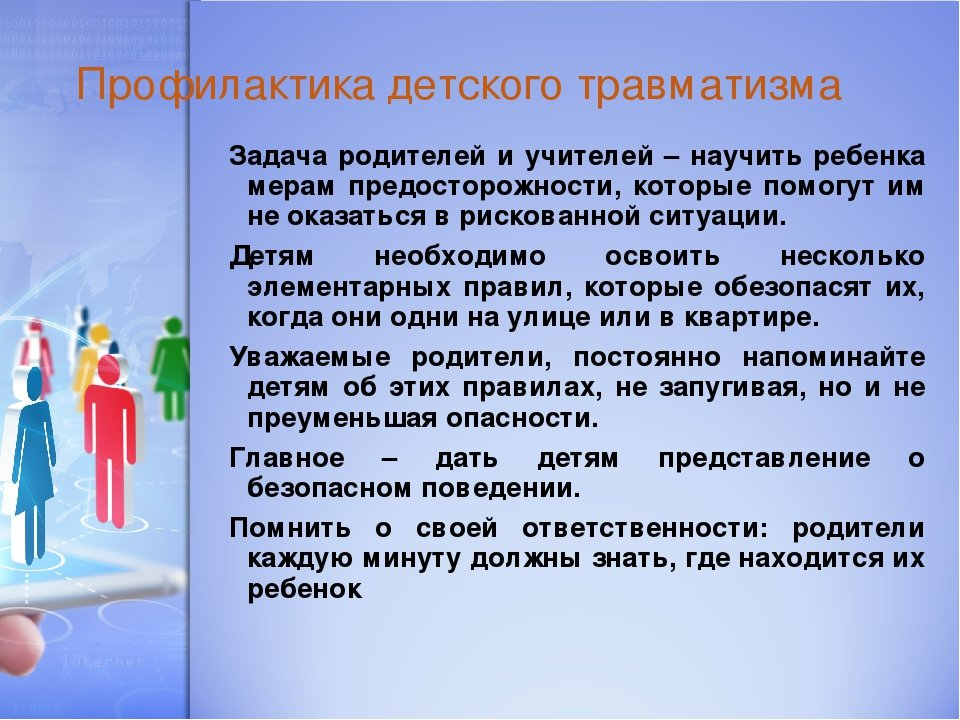 Профилактика детского травматизма
Задача родителей и учителей – научить ребенка
мерам предосторожности, которые помогут им
не оказаться в рискованной ситуации.
Детям необходимо освоить несколько
элементарных правил, которые обезопасят их,
когда они одни на улице или в квартире.
Уважаемые родители, постоянно напоминайте
детям об этих правилах, не запугивая, но и не
преуменьшая опасности.
Главное – дать детям представление о
безопасном поведении.
Помнить о своей ответственности: родители
каждую минуту должны знать, где находится их
ребенок
internet